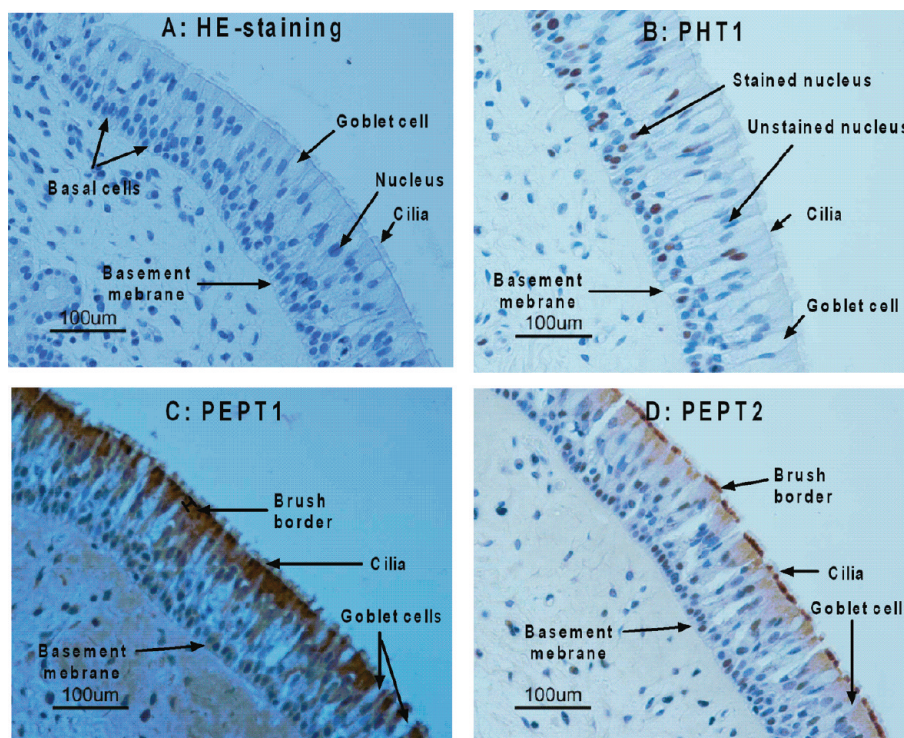 A: HE-staining
Goblet cell
Nucleus
Cilia
Basal cells
Basement
mebrane
100um
B: PHT1
Stained nucleus
Unstained nucleus
Cilia
Basement
mebrane
Goblet cell
100um
C: PEPT1
Brush
border
Cilia
Goblet cells
Basement
mebrane
100um
D: PEPT2
Brush
border
Cilia
Goblet cell
Basement
mebrane
100um